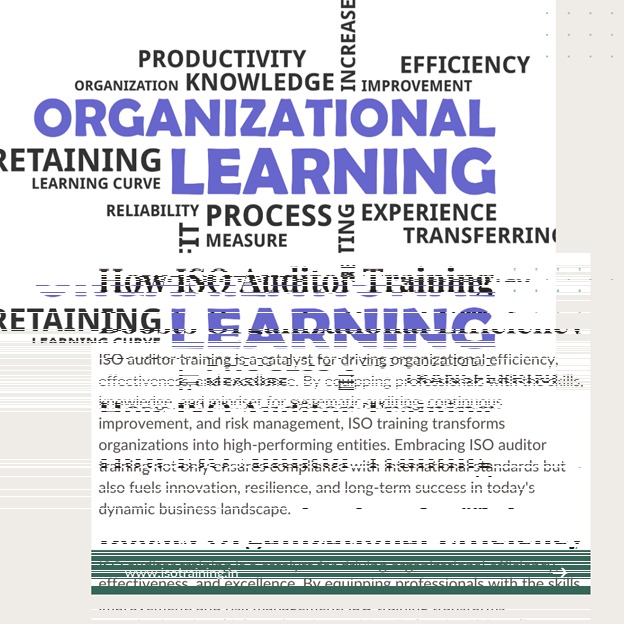 INCREASE
PRODUCTIVITY
EFFICIENCY
ORGANIZATION KNOWLEDGE IMPROVEMENT
ORGANIZATIONAL
RETAINING LEARNING
LEARNING CURVE
RELIABILITY PROCESS TING EXPERIENCE
MEASURE TRANSFERRING
How ISO Auditor Training
RETAINING LEARNING
LEARNING CURVE
ISO auditor training is a catalyst for driving organizational efficiency,
effectiveness, and excellence. By equipping professionals with the skills,
knowledge, and mindset for systematic auditing, continuous
improvement, and risk management, ISO training transforms
organizations into high-performing entities. Embracing ISO auditor
training not only ensures compliance with international standards but
also fuels innovation, resilience, and long-term success in today's
dynamic business landscape.
www.isotraining.in
effectiveness, and excellence. By equipping professionals with the skills,